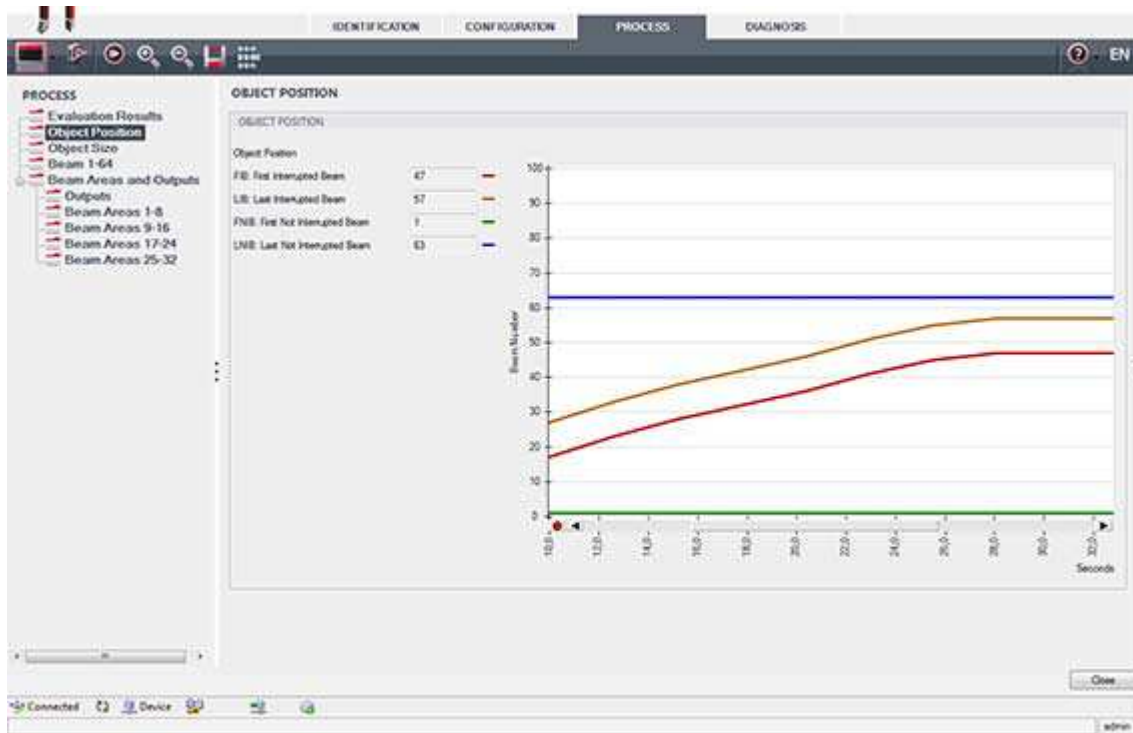 IDENTIFICATION CONFIGURATION PROCESS DIAGNOSIS
? EN
PROCESS
Evaluation Results
Object Position
Object Size
Beam 1-64
Beam Areas and Outputs
Outputs
Beam Areas 1-8
Beam Areas 9-16
Beam Areas 17-24
Beam Areas 25-32
OBJECT POSITION
OBJECT POSITION
Object Position
FIB: First Interrupted Beam 47
LIB: Last Interrupted Beam 57
FNIB: First Not Interrupted Beam 1
LNIB: Last Not Interrupted Beam 63
100
90
80
70
60
50
40
30
20
10
0
Beam Number
10,0 12,0 14,0 16,0 18,0 20,0 22,0 24,0 26,0 28,0 30,0 32,0
Seconds
Close
Connected Device
admin